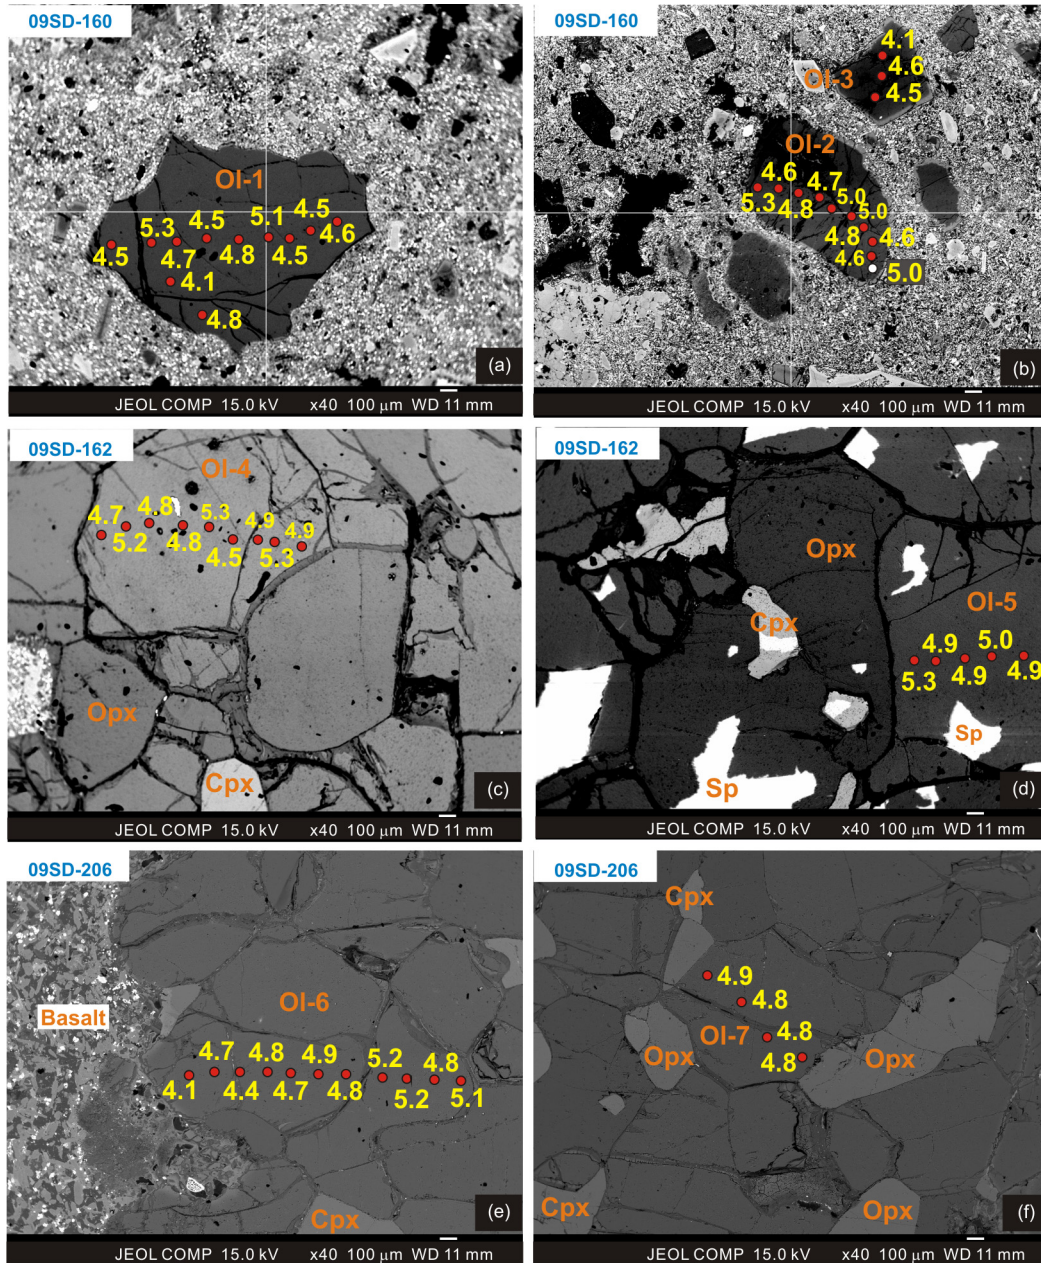 09SD-160
Ol-1
4.5
5.3
4.7
4.5
4.8
5.1
4.5
4.5
4.6
4.1
4.8
(a)
JEOL COMP 15.0 kV x40 100 µm WD 11 mm
09SD-160
4.1
4.6
4.5
Ol-3
Ol-2
4.6
5.3
4.8
4.7
5.0
5.0
4.8
4.6
4.6
5.0
(b)
JEOL COMP 15.0 kV x40 100 µm WD 11 mm
09SD-162
Ol-4
4.7
5.2
4.8
4.8
5.3
4.5
4.9
5.3
4.9
Opx
Cpx
(c)
JEOL COMP 15.0 kV x40 100 µm WD 11 mm
09SD-162
Opx
Cpx
Ol-5
5.3
4.9
4.9
5.0
4.9
Sp
Sp
(d)
JEOL COMP 15.0 kV x40 100 µm WD 11 mm
09SD-206
Basalt
Ol-6
4.1
4.7
4.4
4.8
4.7
4.9
4.8
5.2
5.2
4.8
5.1
Cpx
(e)
JEOL COMP 15.0 kV x40 100 µm WD 11 mm
09SD-206
Cpx
4.9
4.8
Ol-7
4.8
4.8
Opx
Opx
Cpx
Opx
(f)
JEOL COMP 15.0 kV x40 100 µm WD 11 mm